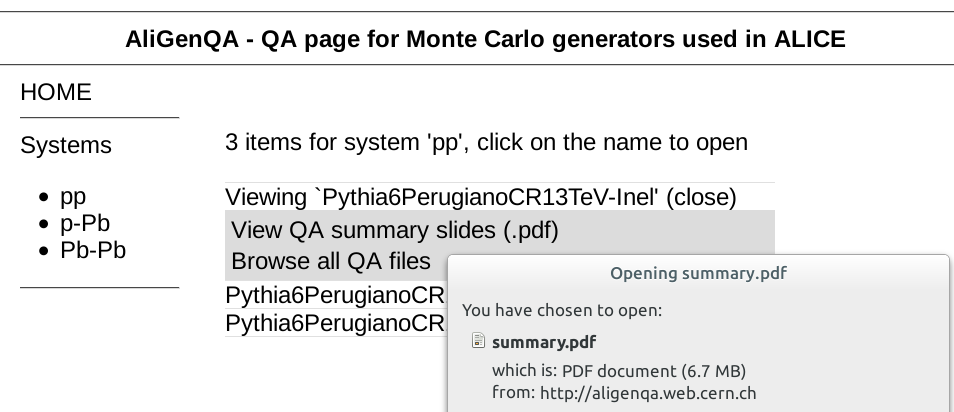 AliGenQA - QA page for Monte Carlo generators used in ALICE
HOME
Systems
pp
p-Pb
Pb-Pb
3 items for system 'pp', click on the name to open
Viewing `Pythia6PerugianoCR13TeV-Inel' (close)
View QA summary slides (.pdf)
Browse all QA files
Pythia6PerugianoCR
Pythia6PerugianoCR
Opening summary.pdf
You have chosen to open:
summary.pdf
which is: PDF document (6.7 MB)
from: http://aligenqa.web.cern.ch